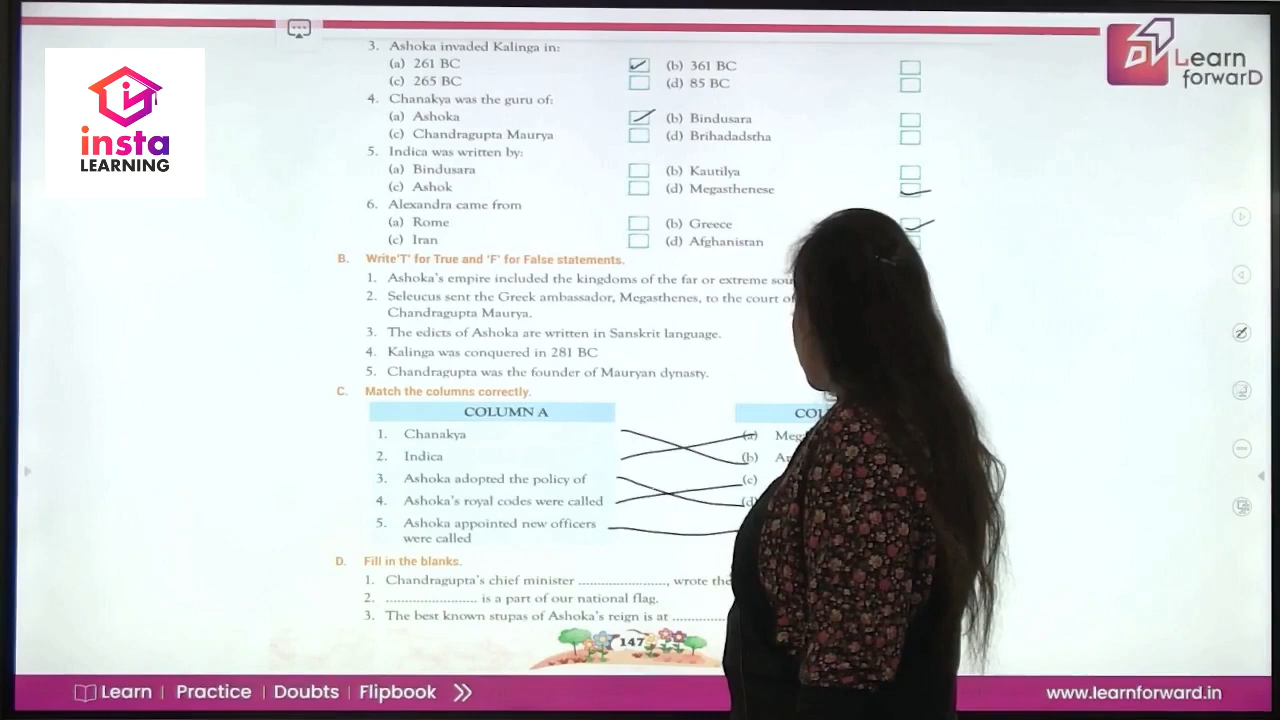 Learn
forwarD
insta
LEARNING
3. Ashoka invaded Kalinga in:
(a) 261 BC (b) 361 BC
(c) 265 BC (d) 85 BC
4. Chanakya was the guru of:
(a) Ashoka (b) Bindusara
(c) Chandragupta Maurya (d) Brihadadstha
5. Indica was written by:
(a) Bindusara (b) Kautilya
(c) Ashok (d) Megasthenese
6. Alexandra came from
(a) Rome (b) Greece
(c) Iran (d) Afghanistan
B. Write'T' for True and 'F' for False statements.
1. Ashoka's empire included the kingdoms of the far or extreme
2. Seleucus sent the Greek ambassador, Megasthenes, to the court of
Chandragupta Maurya.
3. The edicts of Ashoka are written in Sanskrit language.
4. Kalinga was conquered in 281 BC
5. Chandragupta was the founder of Mauryan dynasty.
C. Match the columns correctly.
COLUMN A
1. Chanakya (a)
2. Indica (b)
3. Ashoka adopted the policy of (c)
4. Ashoka's royal codes were called (d)
5. Ashoka appointed new officers
were called
D. Fill in the blanks.
1. Chandragupta's chief minister ...................., wrote the
2. .................... is a part of our national flag.
3. The best known stupas of Ashoka's reign is at ..............
147
Learn | Practice | Doubts | Flipbook
www.learnforward.in